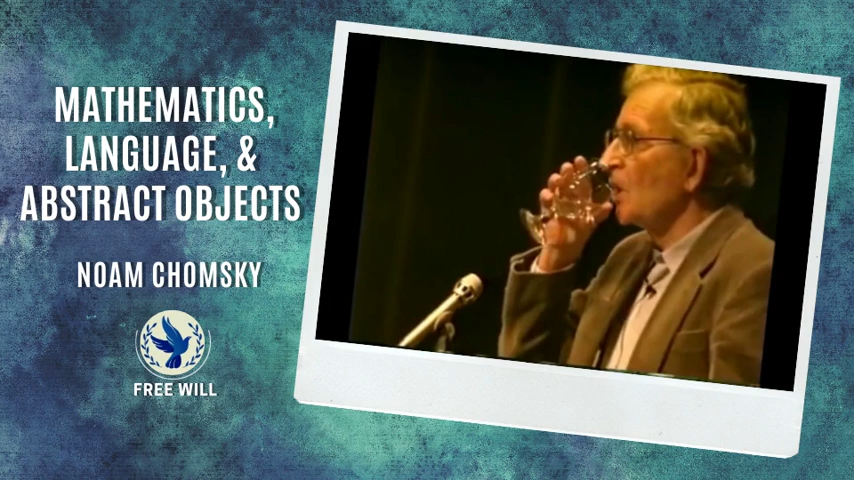 MATHEMATICS,
LANGUAGE, &
ABSTRACT OBJECTS
NOAM CHOMSKY
FREE WILL